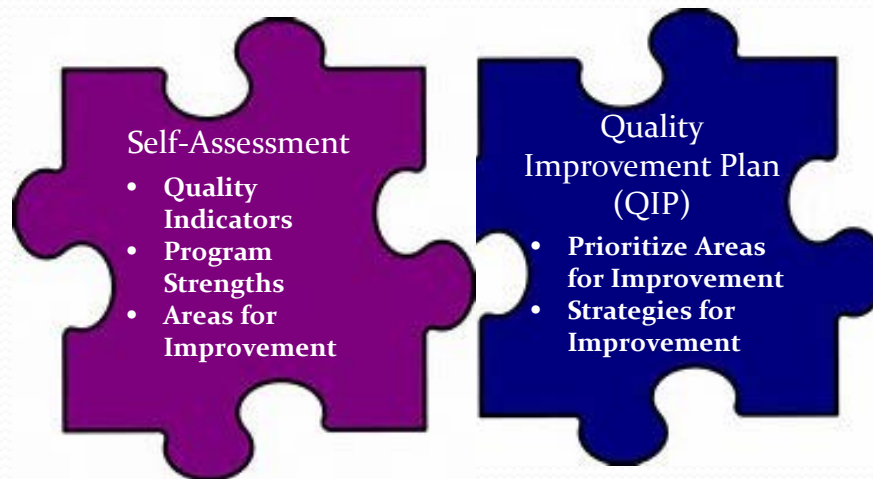 Self-Assessment
• Quality
Indicators
• Program
Strengths
• Areas for
Improvement
Quality
Improvement Plan
(QIP)
• Prioritize Areas
for Improvement
• Strategies for
Improvement